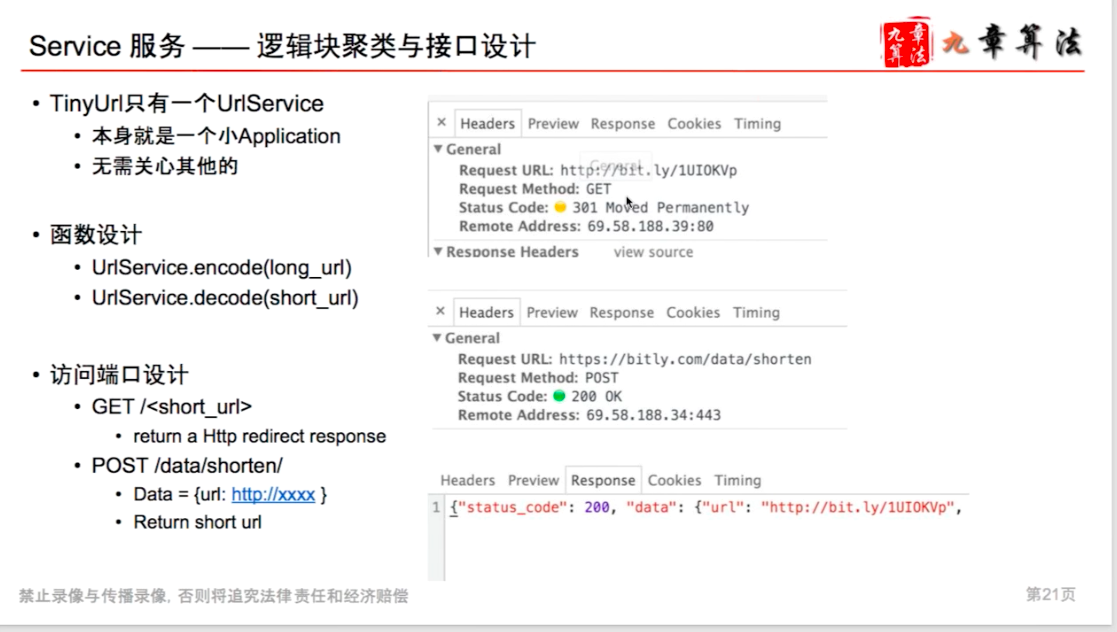 Service 服务 —— 逻辑块聚类与接口设计
九章算法
九章算法
• TinyUrl只有一个UrlService
• 本身就是一个小Application
• 无需关心其他的
• 函数设计
• UrlService.encode(long_url)
• UrlService.decode(short_url)
• 访问端口设计
• GET /<short_url>
• return a Http redirect response
• POST /data/shorten/
• Data = {url: http://xxxx }
• Return short url
× Headers Preview Response Cookies Timing
▼ General
General
Request URL: http://bit.ly/1UIOKVp
Request Method: GET
Status Code: 301 Moved Permanently
Remote Address: 69.58.188.39:80
▼ Response Headers view source
× Headers Preview Response Cookies Timing
▼ General
Request URL: https://bitly.com/data/shorten
Request Method: POST
Status Code: 200 OK
Remote Address: 69.58.188.34:443
Headers Preview Response Cookies Timing
1 {"status_code": 200, "data": {"url": "http://bit.ly/1UIOKVp",
禁止录像与传播录像, 否则将追究法律责任和经济赔偿
第21页